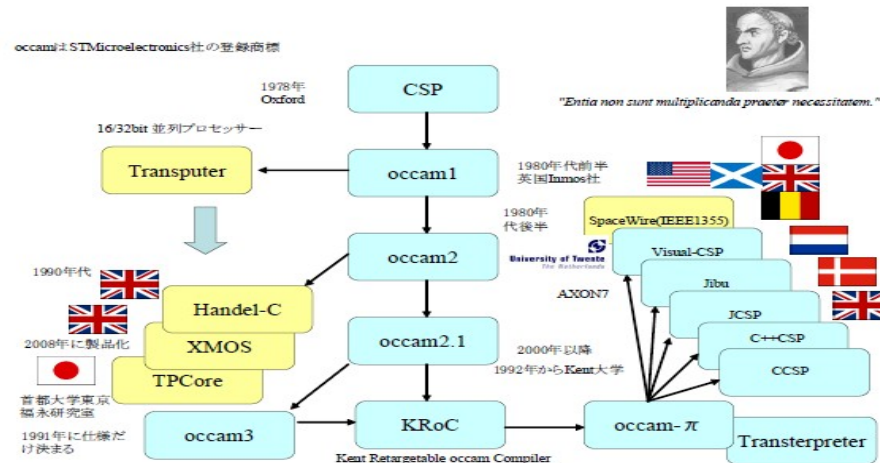 occamはSTMicroelectronics社の登録商標
1978年
Oxford
CSP
"Entia non sunt multiplicanda praeter necessitatem."
16/32bit 並列プロセッサー
Transputer
occam1
1980年代前半
英国Inmos社
1980年
代後半
SpaceWire(IEEE1355)
occam2
University of Twente
The Netherlands
Visual-CSP
1990年代
Handel-C
AXON7
Jibu
JCSP
XMOS
occam2.1
C++CSP
2008年に製品化
2000年以降
1992年からKent大学
CCSP
TPCore
首都大学東京
福永研究室
1991年に仕様だ
け決まる
occam3
KRoC
occam-π
Transterpreter
Kent Retargetable occam Compiler